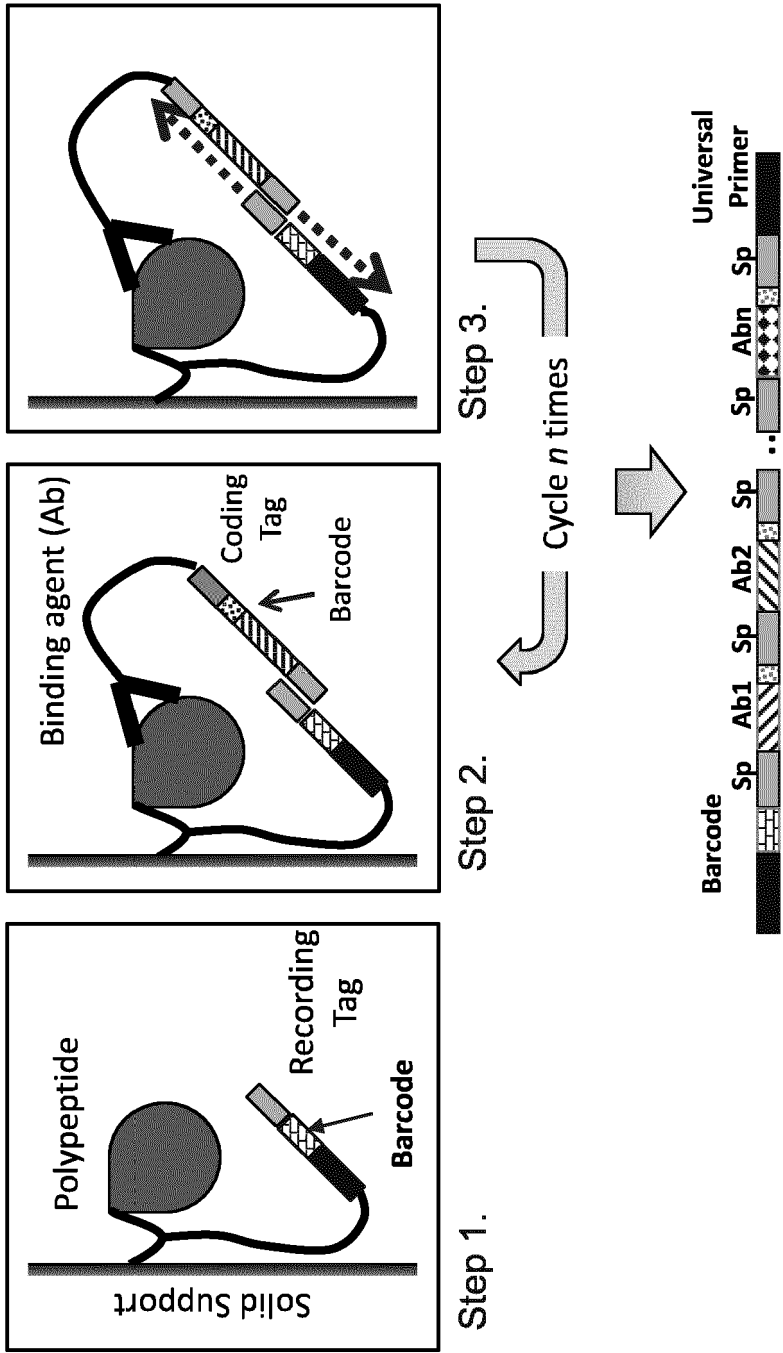 Solid Support
Polypeptide
Recording
Tag
Barcode
Step 1.
Binding agent (Ab)
Coding
Tag
Barcode
Step 2.
Step 3.
Cycle n times
Barcode
Sp
Ab1
Sp
Ab2
Sp
..
Sp
Abn
Sp
Universal
Primer